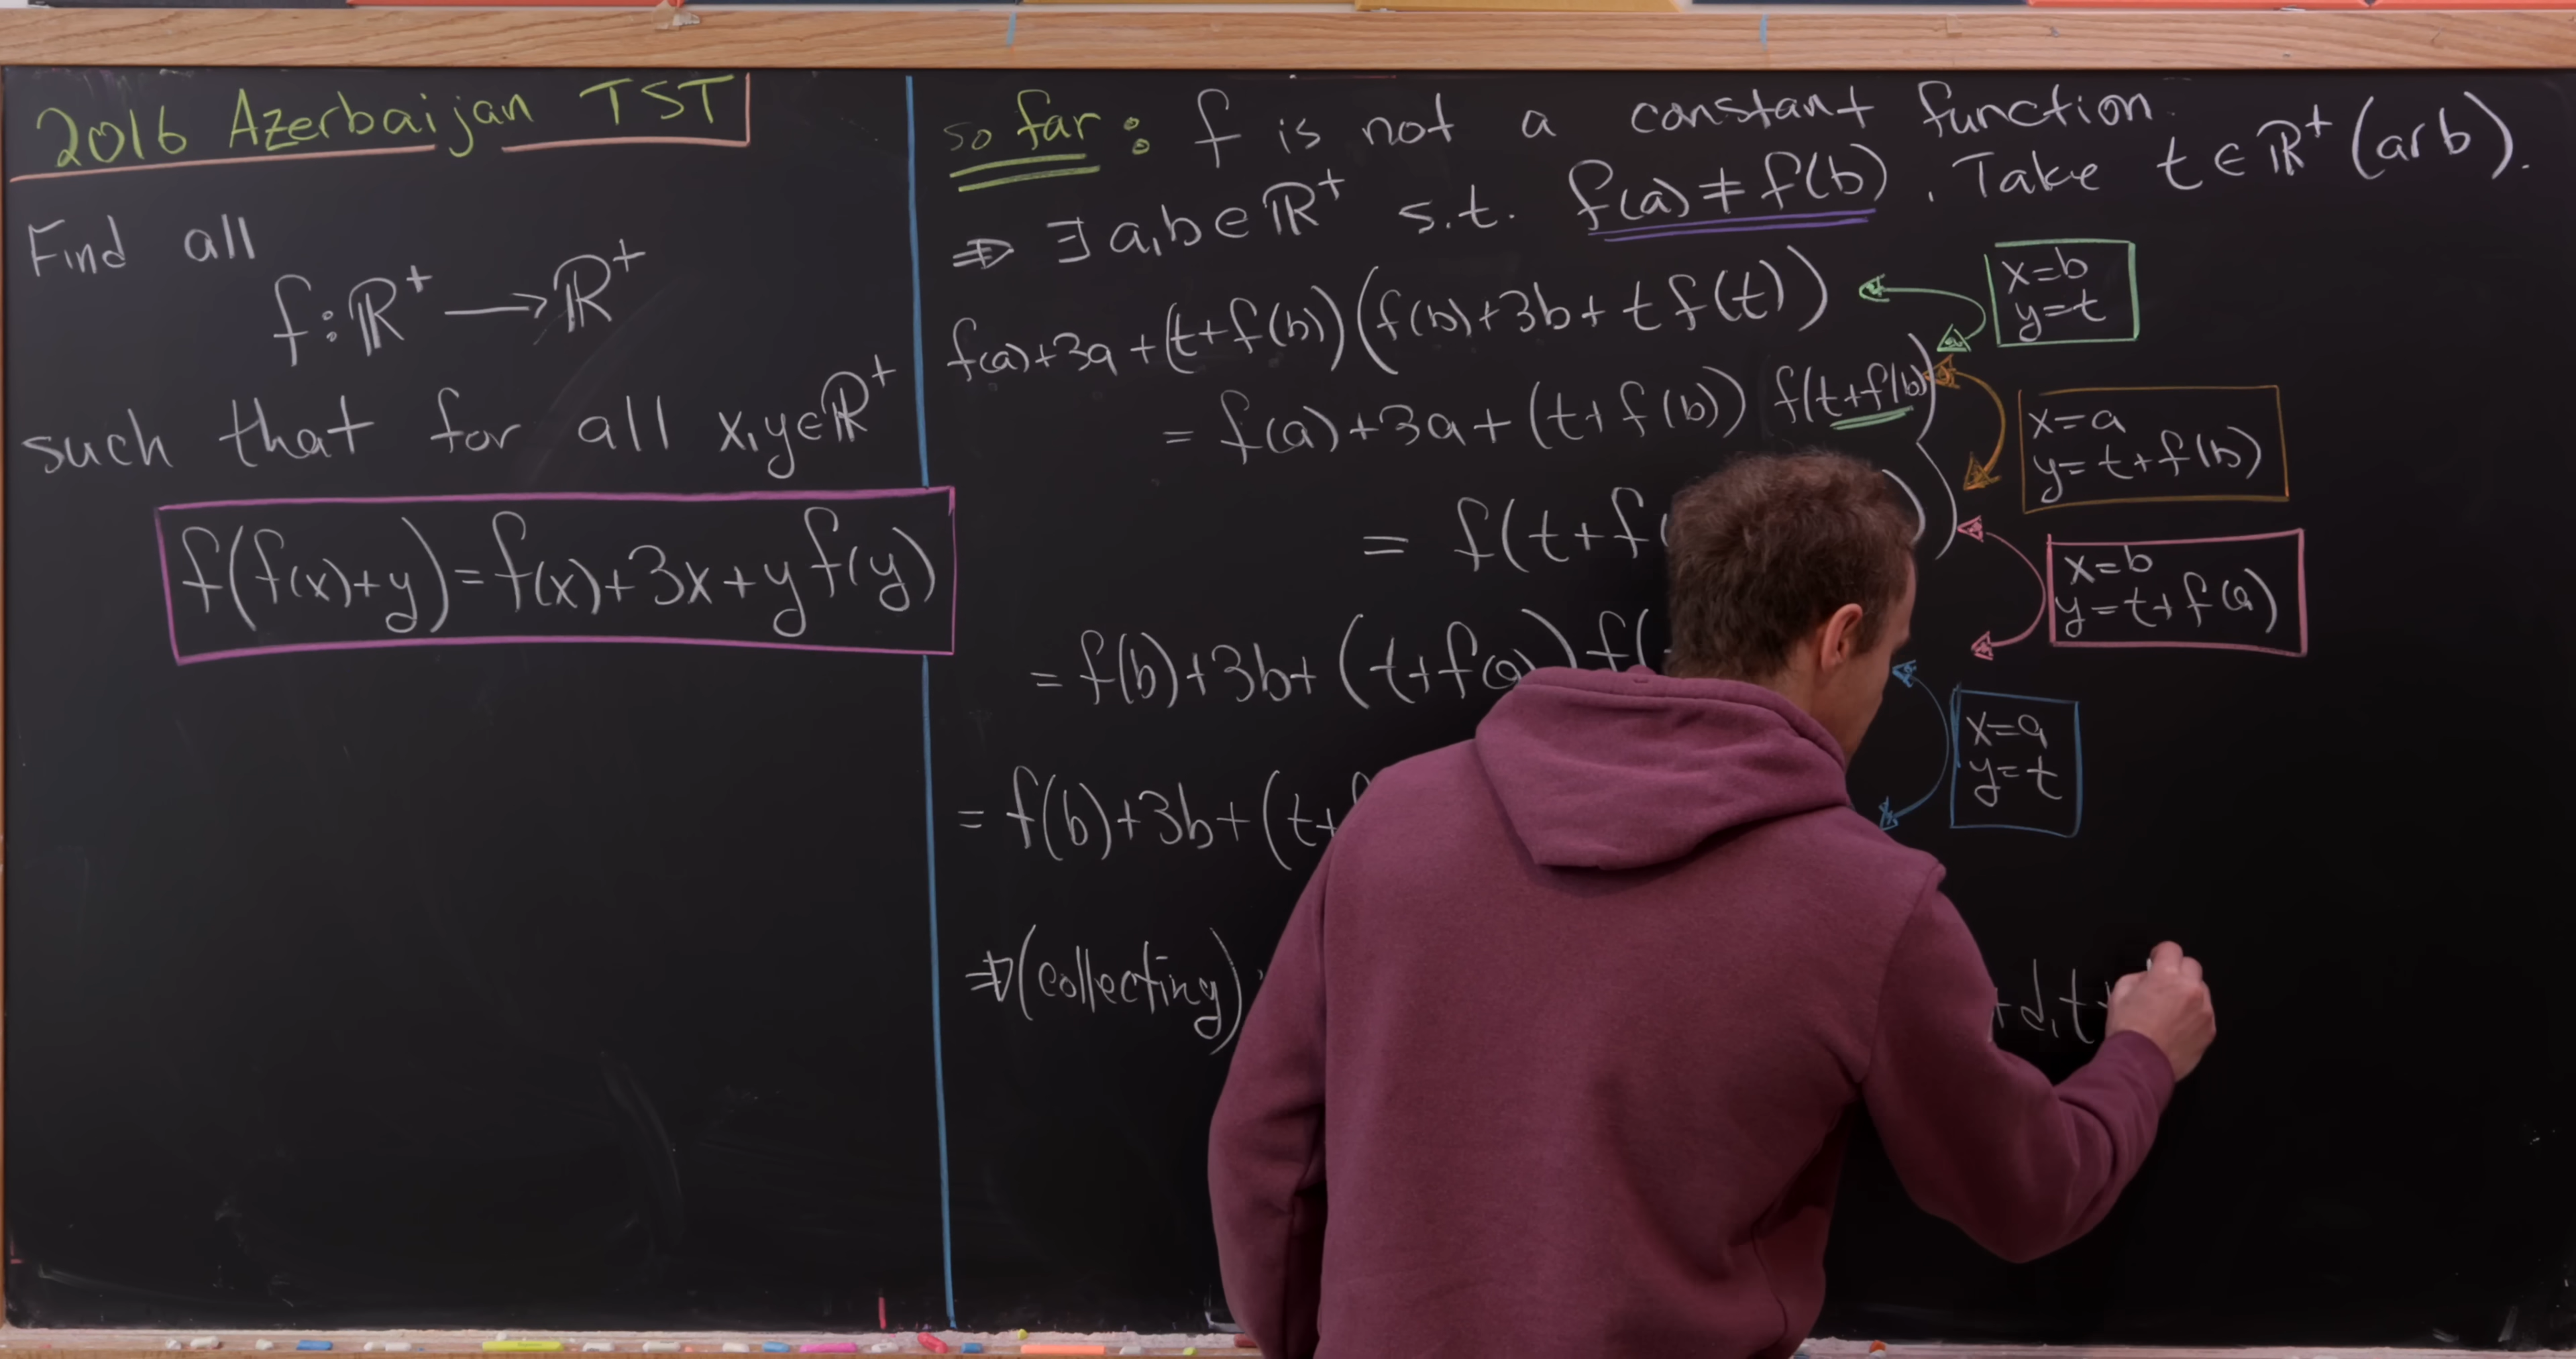 2016 Azerbaijan TST
Find all
f: ℝ⁺ → ℝ⁺
such that for all x,y∈ℝ⁺
f(f(x)+y)=f(x)+3x+yf(y)
so far: f is not a constant function.
⇒ ∃ a,b∈ℝ⁺ s.t. f(a)≠f(b). Take t∈ℝ⁺ (arb).
f(a)+3a+(t+f(b))(f(b)+3b+tf(t))
x=b
y=t
= f(a)+3a+(t+f(b)) f(t+f(b))
x=a
y=t+f(b)
= f(t+f
x=b
y=t+f(a)
= f(b)+3b+(t+f(a)) f(
x=a
y=t
= f(b)+3b+(t+
⇒(collecting)
+d₁t